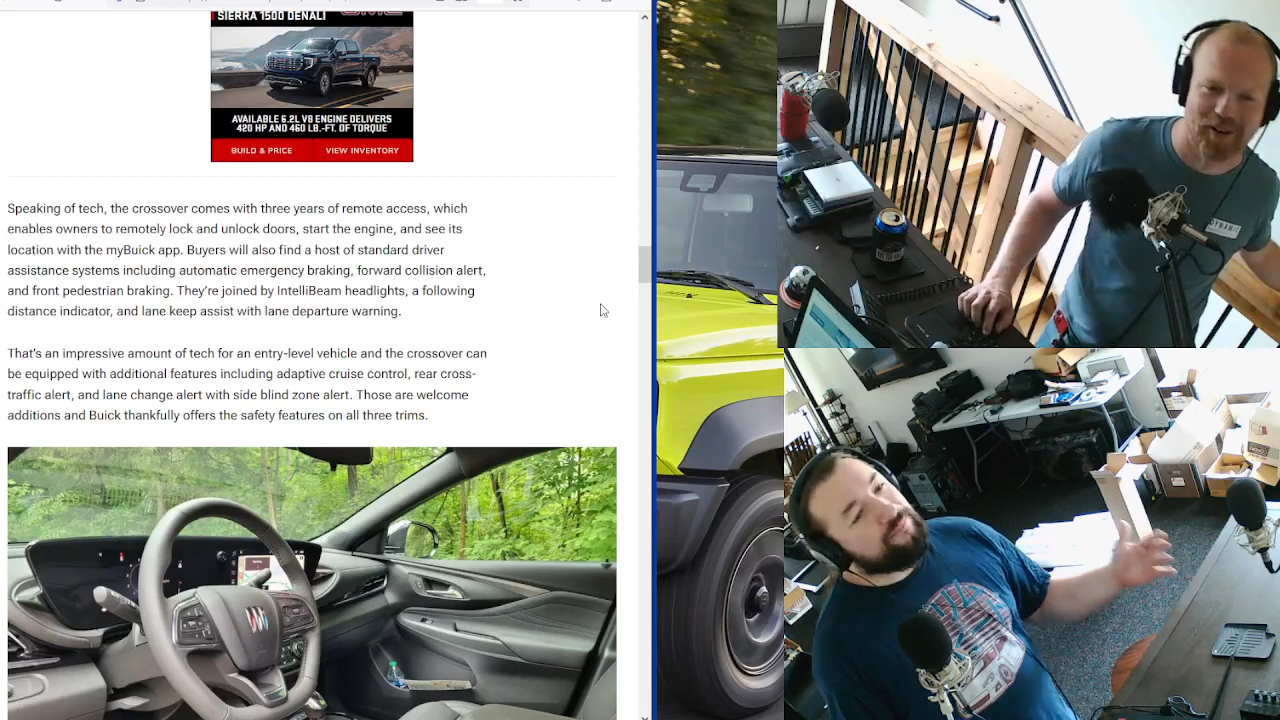 SIERRA 1500 DENALI GMC
AVAILABLE 6.2L V8 ENGINE DELIVERS
420 HP AND 460 LB.-FT. OF TORQUE
BUILD & PRICE VIEW INVENTORY
Speaking of tech, the crossover comes with three years of remote access, which
enables owners to remotely lock and unlock doors, start the engine, and see its
location with the myBuick app. Buyers will also find a host of standard driver
assistance systems including automatic emergency braking, forward collision alert,
and front pedestrian braking. They’re joined by IntelliBeam headlights, a following
distance indicator, and lane keep assist with lane departure warning.
That’s an impressive amount of tech for an entry-level vehicle and the crossover can
be equipped with additional features including adaptive cruise control, rear cross-
traffic alert, and lane change alert with side blind zone alert. Those are welcome
additions and Buick thankfully offers the safety features on all three trims.